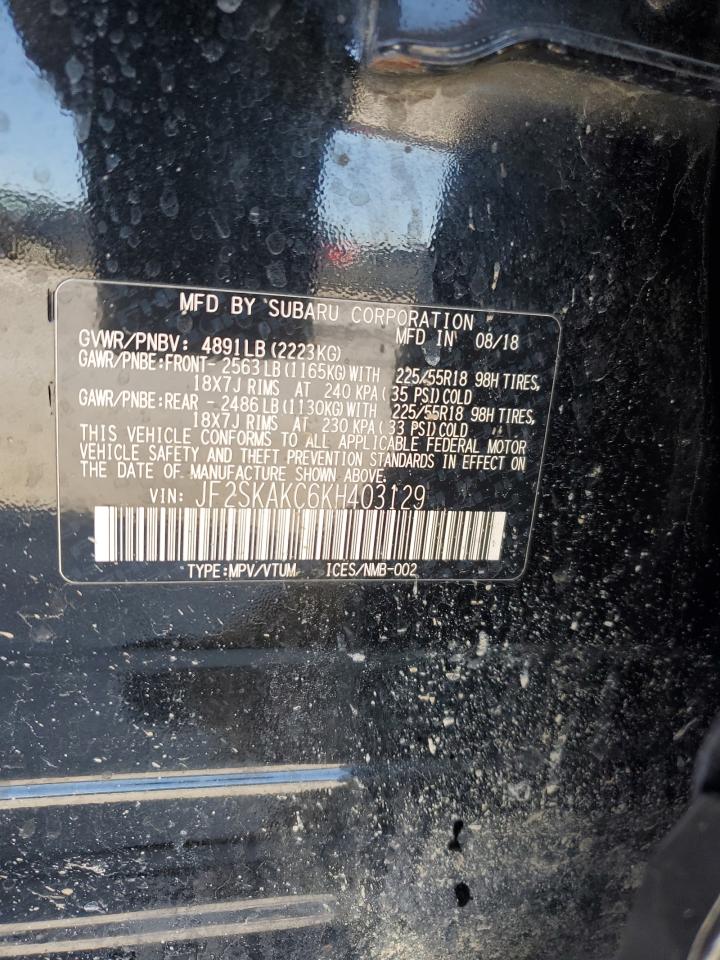 MFD BY SUBARU CORPORATION
MFD IN 08/18
GVWR/PNBV: 4891LB(2223KG)
GAWR/PNBE:FRONT- 2563LB(1165KG)WITH 225/55R18 98H TIRES,
18X7J RIMS AT 240 KPA(35 PSI)COLD
GAWR/PNBE:REAR - 2486LB(1130KG)WITH 225/55R18 98H TIRES,
18X7J RIMS AT 230 KPA(33 PSI)COLD
THIS VEHICLE CONFORMS TO ALL APPLICABLE FEDERAL MOTOR
VEHICLE SAFETY AND THEFT PREVENTION STANDARDS IN EFFECT ON
THE DATE OF MANUFACTURE SHOWN ABOVE.
VIN: JF2SKAKC6KH403129
TYPE:MPV/VTUM ICES/NMB-002